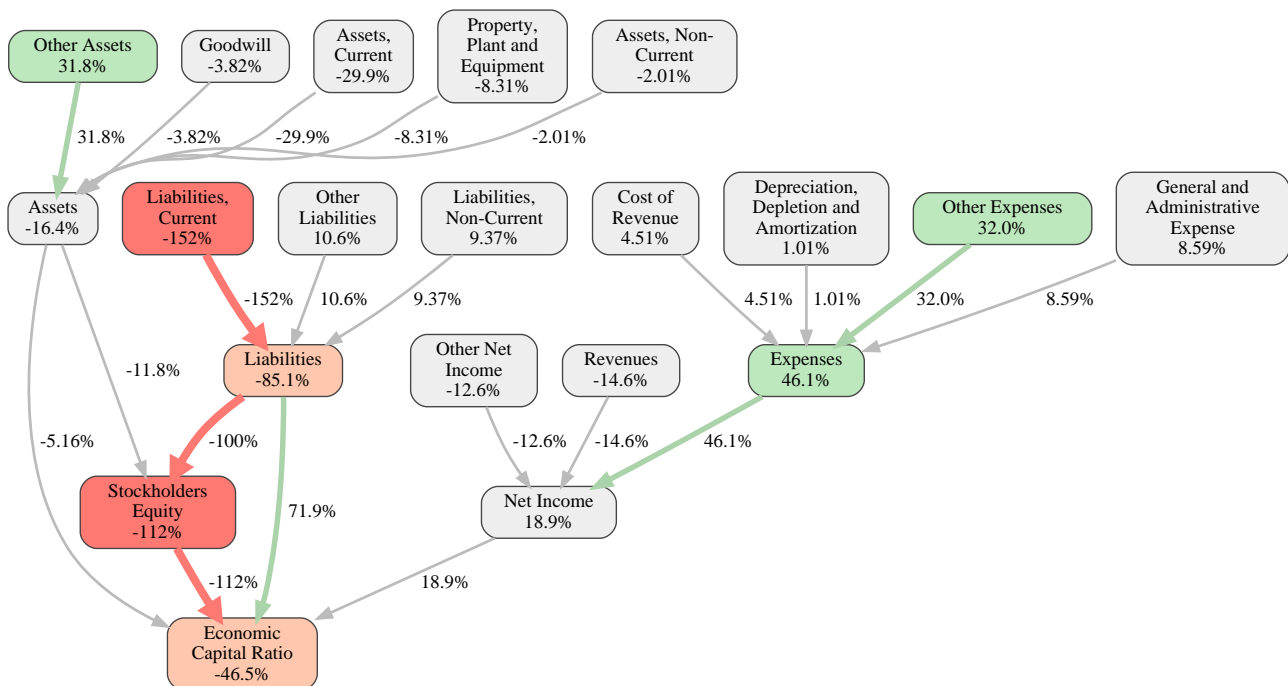 Other Assets
31.8%
Goodwill
-3.82%
Assets,
Current
-29.9%
Property,
Plant and
Equipment
-8.31%
Assets, Non-
Current
-2.01%
31.8%
-3.82%
-29.9%
-8.31%
-2.01%
Assets
-16.4%
Liabilities,
Current
-152%
Other
Liabilities
10.6%
Liabilities,
Non-Current
9.37%
Cost of
Revenue
4.51%
Depreciation,
Depletion and
Amortization
1.01%
Other Expenses
32.0%
General and
Administrative
Expense
8.59%
-152%
10.6%
9.37%
4.51%
1.01%
32.0%
8.59%
-11.8%
Liabilities
-85.1%
Other Net
Income
-12.6%
Revenues
-14.6%
Expenses
46.1%
-5.16%
-100%
-12.6%
-14.6%
46.1%
Stockholders
Equity
-112%
71.9%
Net Income
18.9%
-112%
18.9%
Economic
Capital Ratio
-46.5%